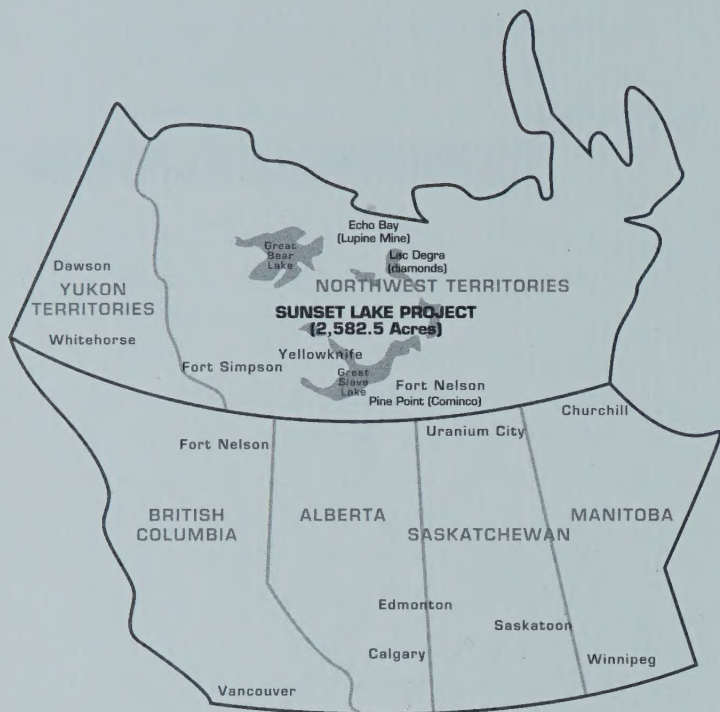 Echo Bay
(Lupine Mine)
Great
Bear
Lake
Lac Degra
(diamonds)
Dawson
YUKON
TERRITORIES
NORTHWEST TERRITORIES
SUNSET LAKE PROJECT
(2,582.5 Acres)
Whitehorse
Yellowknife
Fort Simpson
Great
Slave
Lake
Fort Nelson
Pine Point (Cominco)
Churchill
Fort Nelson
Uranium City
BRITISH
COLUMBIA
ALBERTA
SASKATCHEWAN
MANITOBA
Edmonton
Saskatoon
Calgary
Winnipeg
Vancouver